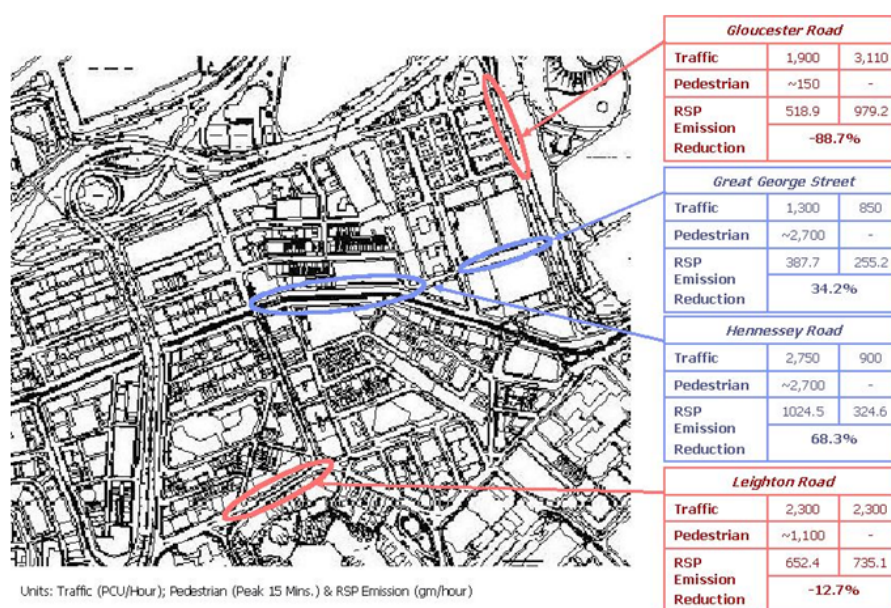 Gloucester Road
Traffic 1,900 3,110
Pedestrian ~150 -
RSP Emission Reduction 518.9 979.2
-88.7%
Great George Street
Traffic 1,300 850
Pedestrian ~2,700 -
RSP Emission Reduction 387.7 255.2
34.2%
Hennessey Road
Traffic 2,750 900
Pedestrian ~2,700 -
RSP Emission Reduction 1024.5 324.6
68.3%
Leighton Road
Traffic 2,300 2,300
Pedestrian ~1,100 -
RSP Emission Reduction 652.4 735.1
-12.7%
Units: Traffic (PCU/Hour); Pedestrian (Peak 15 Mins.) & RSP Emission (gm/hour)